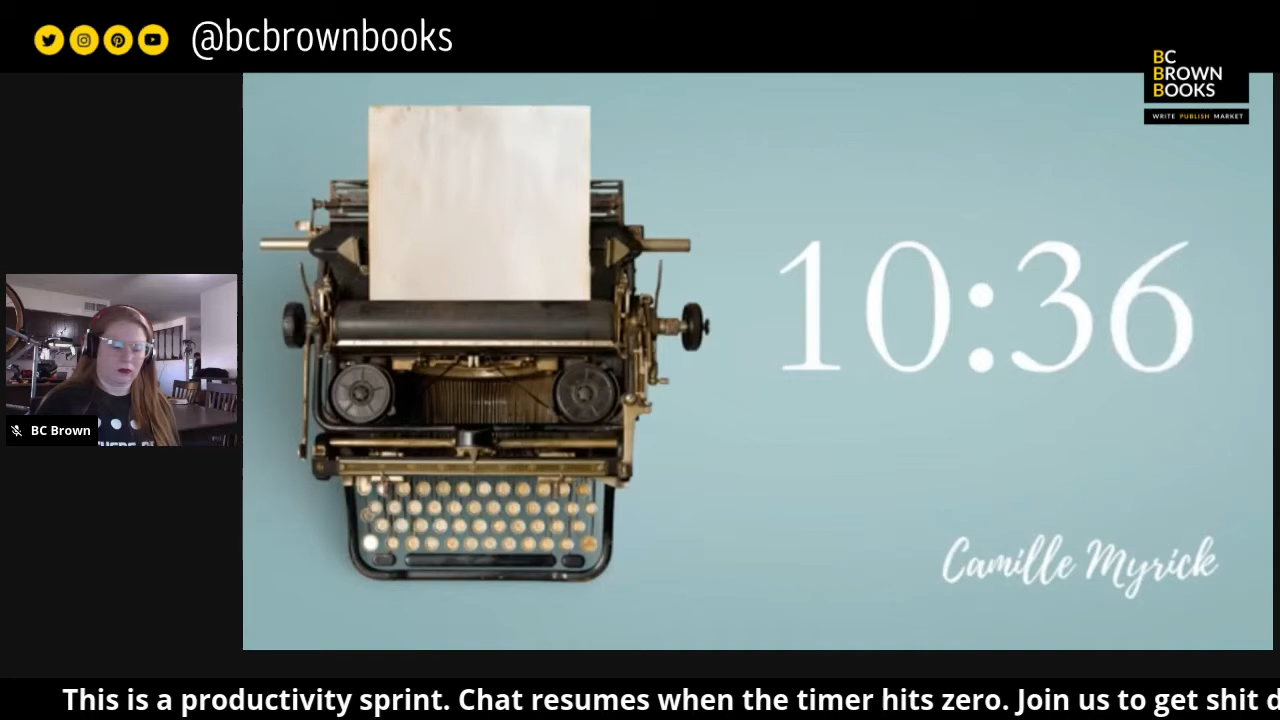 @bcbrownbooks
BC
BROWN
BOOKS
WRITE PUBLISH MARKET
10:36
BC Brown
Camille Myrick
This is a productivity sprint. Chat resumes when the timer hits zero. Join us to get shit d